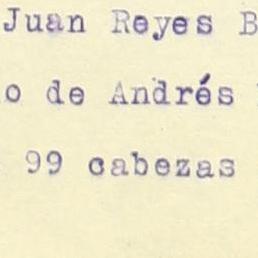 Juan Reyes B
o de Andrés
99 cabezas